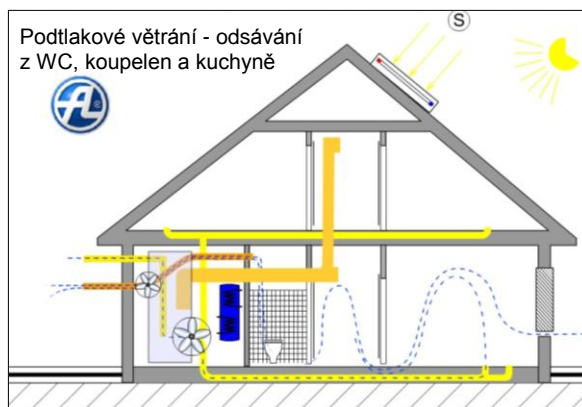 Podtlakové větrání - odsávání
z WC, koupelen a kuchyně
S